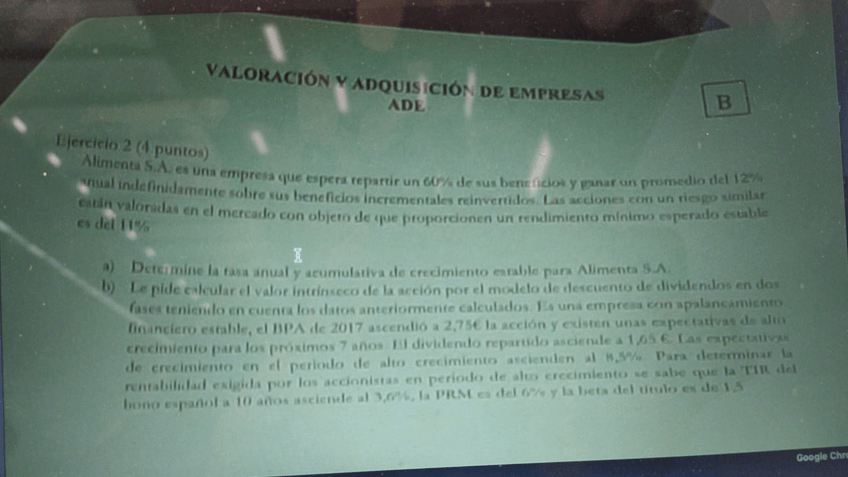 VALORACIÓN Y ADQUISICIÓN DE EMPRESAS
ADE
B
Ejercicio 2 (4 puntos)
Alimenta S.A. es una empresa que espera repartir un 60% de sus beneficios y ganar un promedio del 12%
anual indefinidamente sobre sus beneficios incrementales reinvertidos. Las acciones con un riesgo similar
están valoradas en el mercado con objeto de que proporcionen un rendimiento mínimo esperado estable
es del 11%
a) Determine la tasa anual y acumulativa de crecimiento estable para Alimenta S.A.
b) Le pide calcular el valor intrínseco de la acción por el modelo de descuento de dividendos en dos
fases teniendo en cuenta los datos anteriormente calculados. Es una empresa con apalancamiento
financiero estable, el BPA de 2017 ascendió a 2,75€ la acción y existen unas expectativas de alto
crecimiento para los próximos 7 años. El dividendo repartido asciende a 1,65 €. Las expectativas
de crecimiento en el periodo de alto crecimiento ascienden al 8,5%. Para determinar la
rentabilidad exigida por los accionistas en periodo de alto crecimiento se sabe que la TIR del
bono español a 10 años asciende al 3,6%, la PRM es del 6% y la beta del título es de 1,5
Google Chr